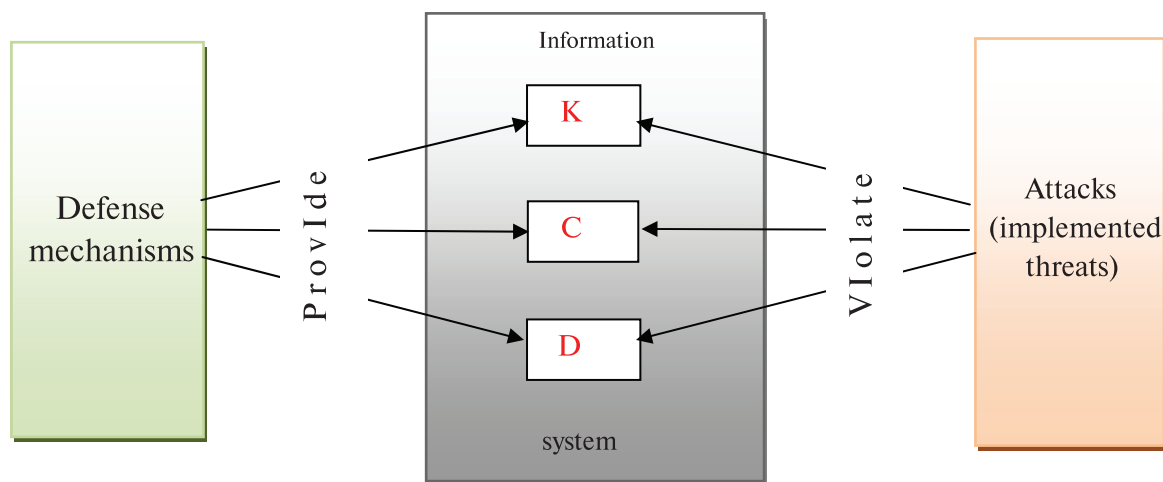 Defense
mechanisms
ProvIde
Information
K
C
D
system
VIolate
Attacks
(implemented
threats)